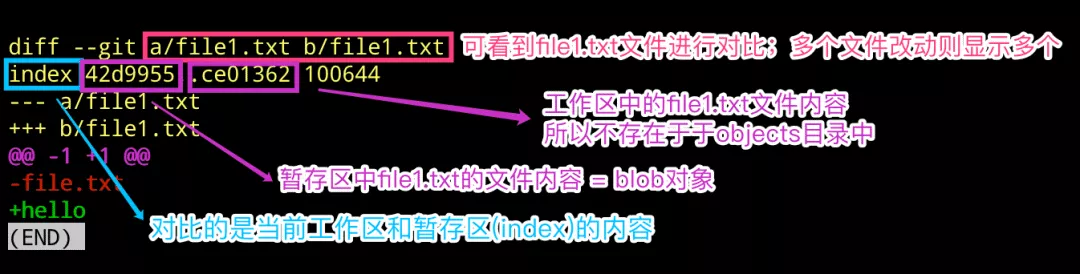 diff --git a/file1.txt b/file1.txt 可看到file1.txt文件进行对比；多个文件改动则显示多个
index 42d9955..ce01362 100644
--- a/file1.txt
工作区中的file1.txt文件内容
+++ b/file1.txt
所以不存在于于objects目录中
@@ -1 +1 @@
-file.txt
暂存区中file1.txt的文件内容 = blob对象
+hello
对比的是当前工作区和暂存区(index)的内容
(END)